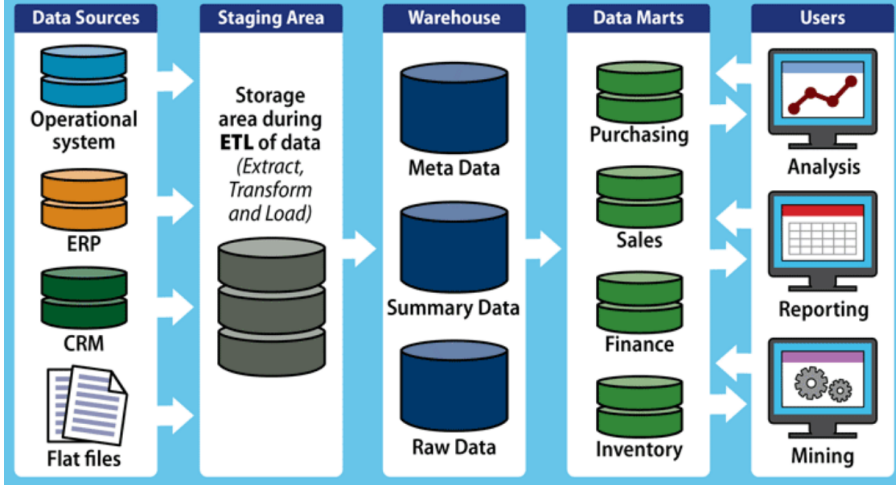 Data Sources
Operational
system
ERP
CRM
Flat files
Staging Area
Storage
area during
ETL of data
(Extract,
Transform
and Load)
Warehouse
Meta Data
Summary Data
Raw Data
Data Marts
Purchasing
Sales
Finance
Inventory
Users
Analysis
Reporting
Mining